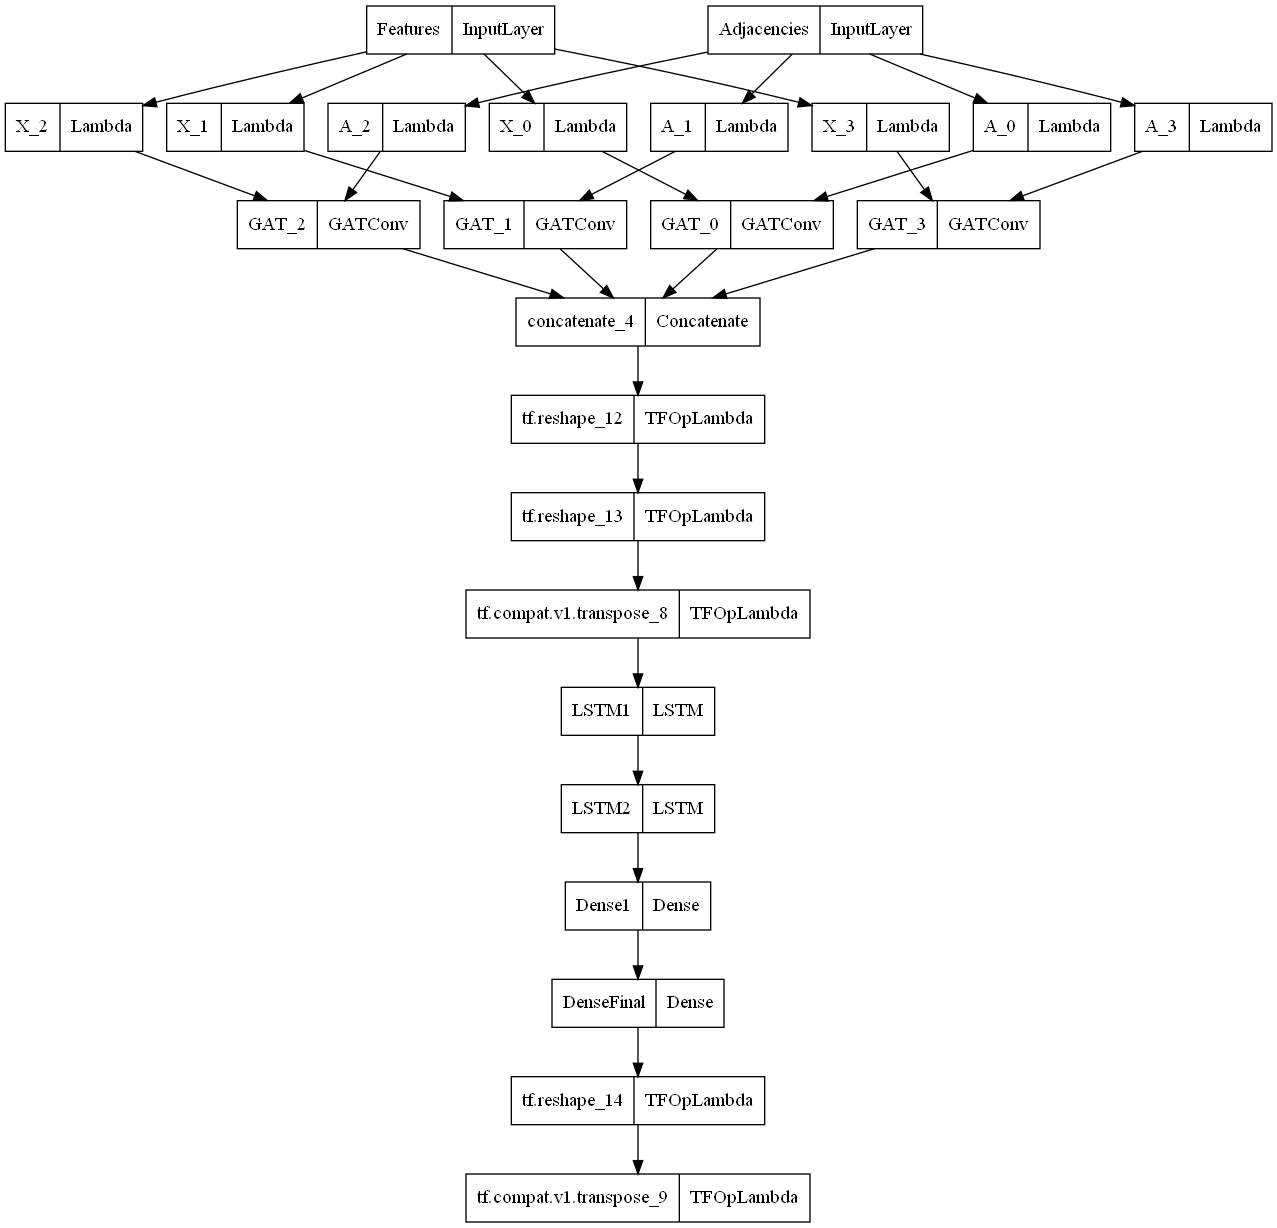 Features InputLayer
Adjacencies InputLayer
X_2 Lambda
X_1 Lambda
A_2 Lambda
X_0 Lambda
A_1 Lambda
X_3 Lambda
A_0 Lambda
A_3 Lambda
GAT_2 GATConv
GAT_1 GATConv
GAT_0 GATConv
GAT_3 GATConv
concatenate_4 Concatenate
tf.reshape_12 TFOpLambda
tf.reshape_13 TFOpLambda
tf.compat.v1.transpose_8 TFOpLambda
LSTM1 LSTM
LSTM2 LSTM
Dense1 Dense
DenseFinal Dense
tf.reshape_14 TFOpLambda
tf.compat.v1.transpose_9 TFOpLambda